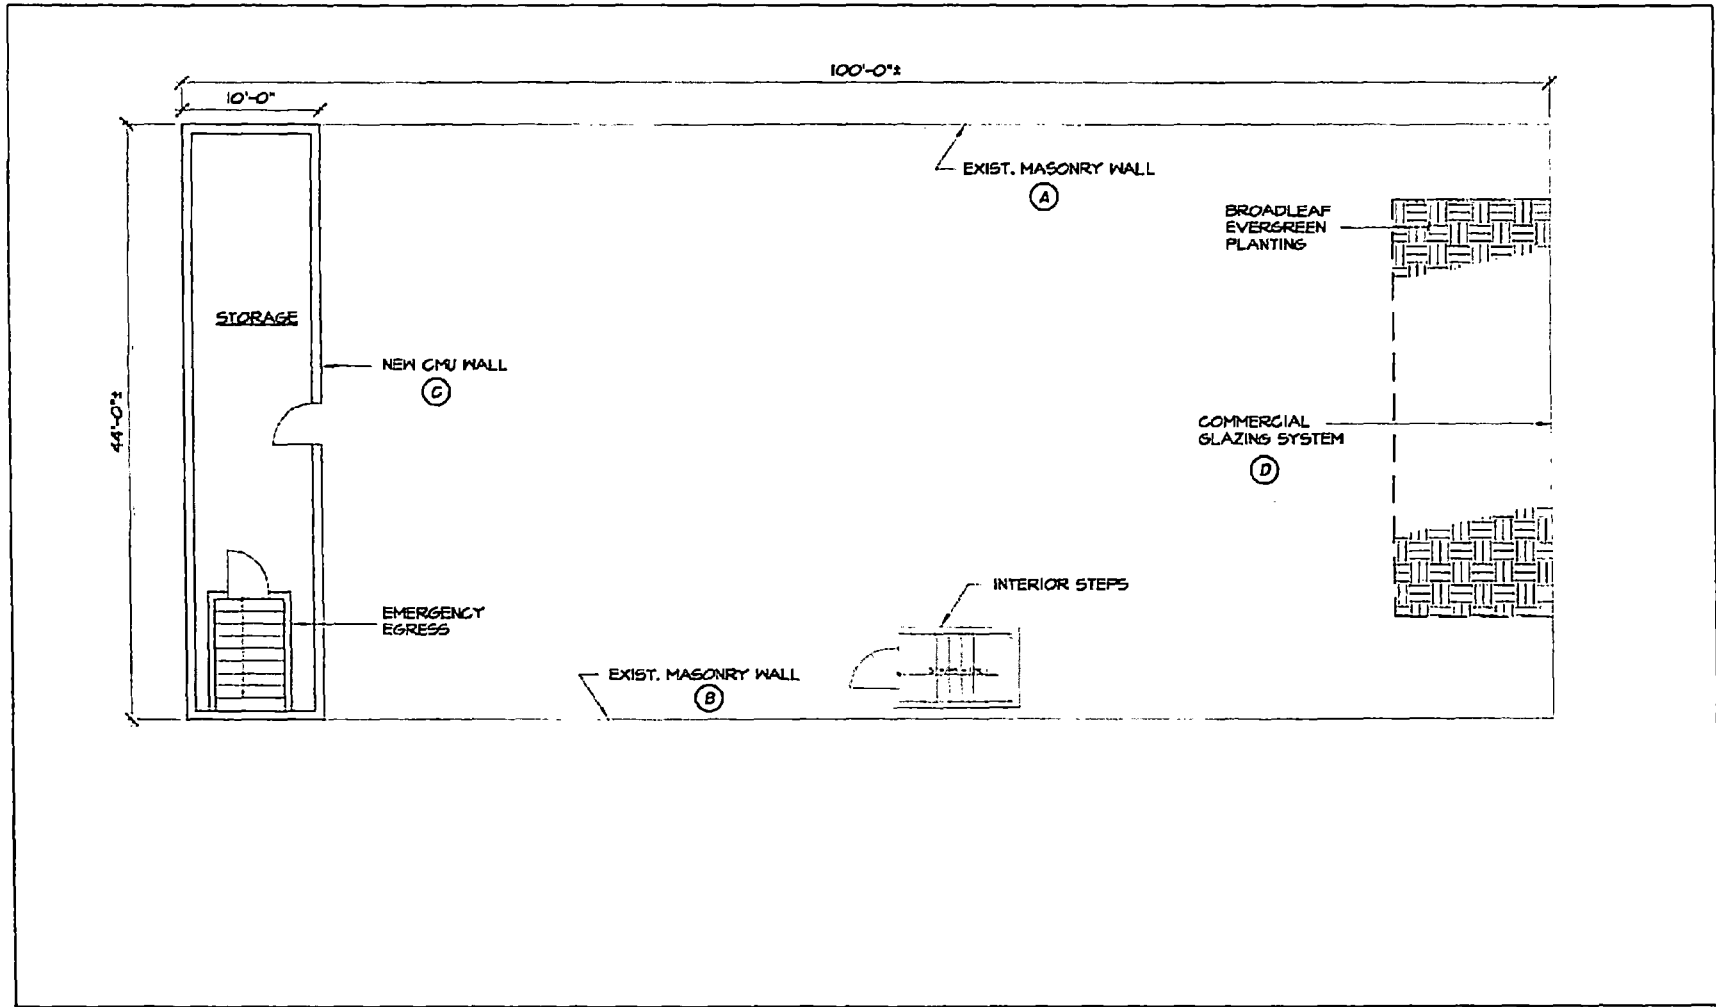 100'-0"±
10'-0"
EXIST. MASONRY WALL
A
BROADLEAF
EVERGREEN
PLANTING
STORAGE
NEW CMU WALL
C
44'-0"±
COMMERCIAL
GLAZING SYSTEM
D
INTERIOR STEPS
EMERGENCY
EGRESS
EXIST. MASONRY WALL
B